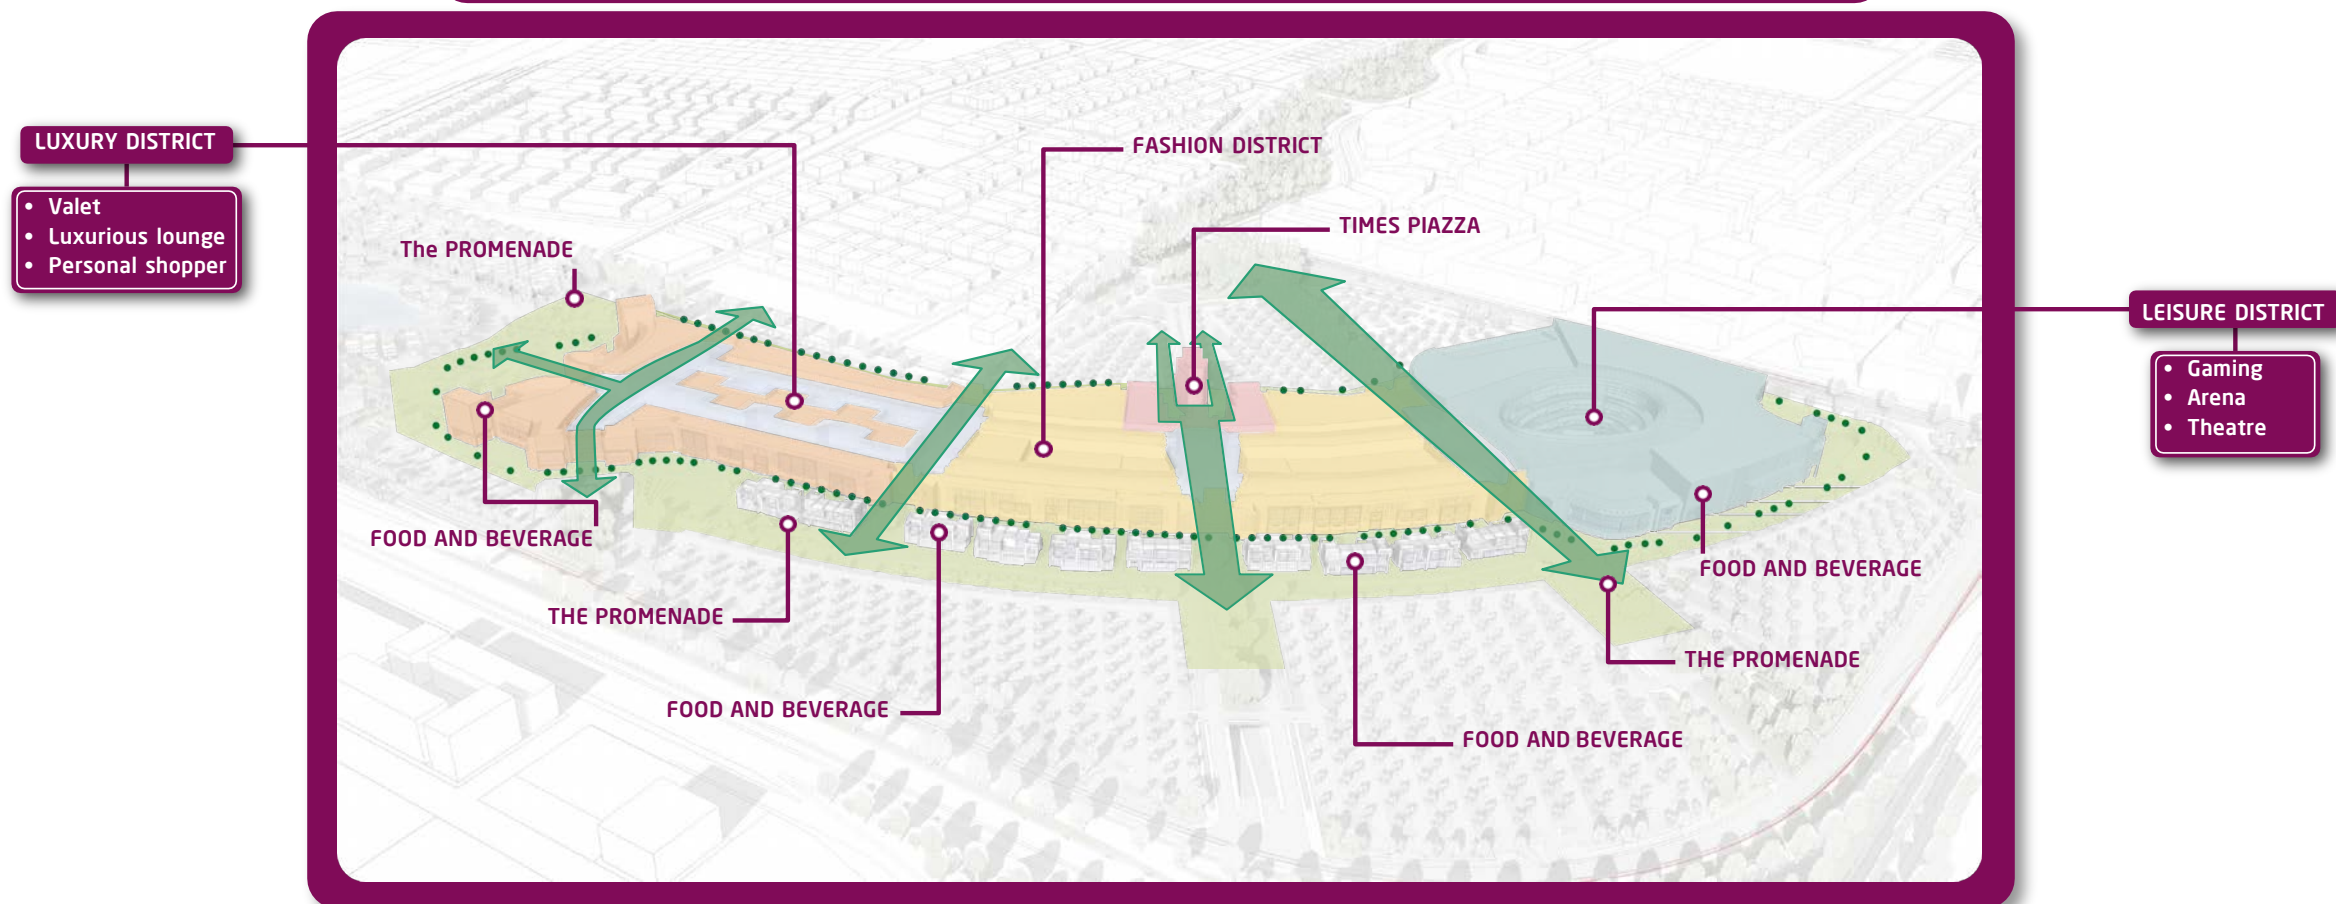 LUXURY DISTRICT
• Valet
• Luxurious lounge
• Personal shopper
The PROMENADE
FASHION DISTRICT
TIMES PIAZZA
LEISURE DISTRICT
• Gaming
• Arena
• Theatre
FOOD AND BEVERAGE
THE PROMENADE
FOOD AND BEVERAGE
FOOD AND BEVERAGE
THE PROMENADE
FOOD AND BEVERAGE